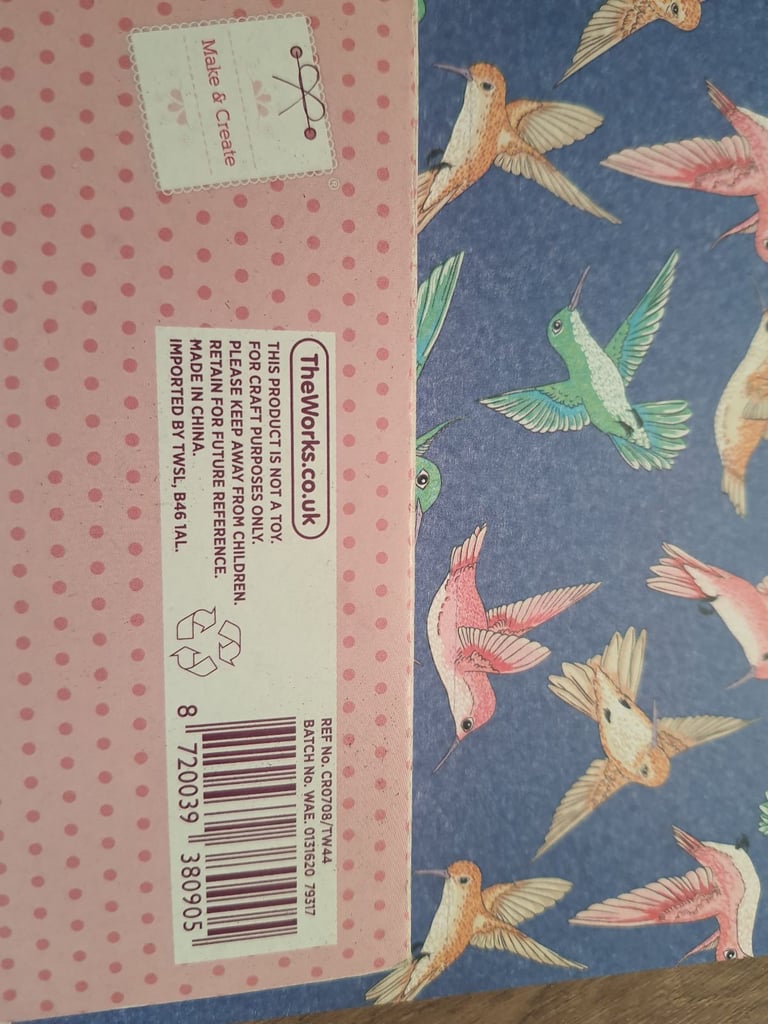 Make & Create
®
TheWorks.co.uk
THIS PRODUCT IS NOT A TOY.
FOR CRAFT PURPOSES ONLY.
PLEASE KEEP AWAY FROM CHILDREN.
RETAIN FOR FUTURE REFERENCE.
MADE IN CHINA.
IMPORTED BY TWSL, B46 1AL.
REF No. CR0708/TW44
BATCH No. WAE. 0131620 79317
8 720039 380905